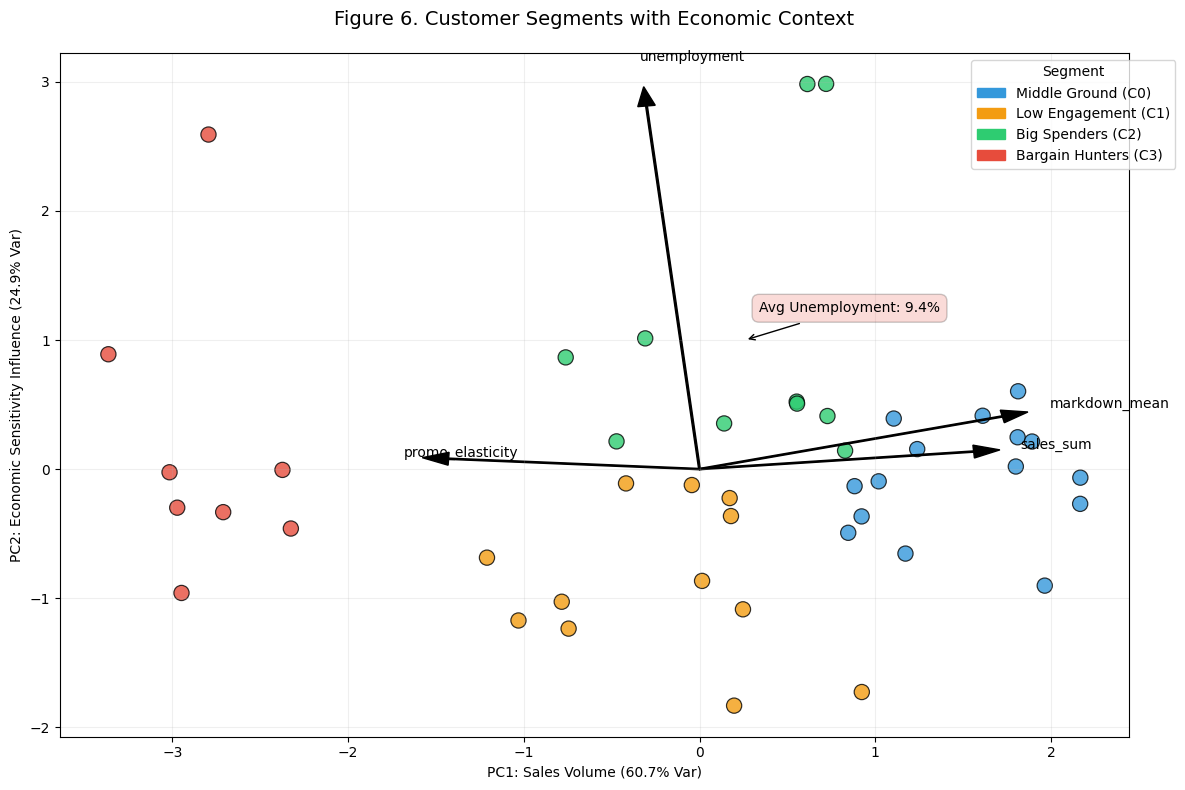 Figure 6. Customer Segments with Economic Context
unemployment
Segment
Middle Ground (C0)
Low Engagement (C1)
Big Spenders (C2)
Bargain Hunters (C3)
Avg Unemployment: 9.4%
markdown_mean
sales_sum
promo_elasticity
PC2: Economic Sensitivity Influence (24.9% Var)
3
2
1
0
−1
−2
−3
−2
−1
0
1
2
PC1: Sales Volume (60.7% Var)